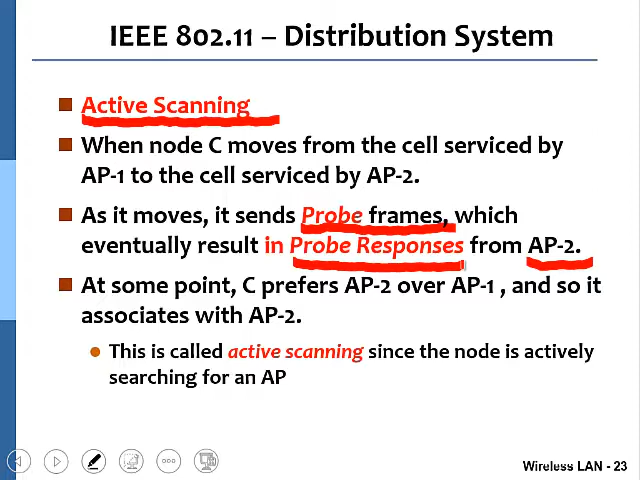 IEEE 802.11 – Distribution System
Active Scanning
When node C moves from the cell serviced by
AP-1 to the cell serviced by AP-2.
As it moves, it sends Probe frames, which
eventually result in Probe Responses from AP-2.
At some point, C prefers AP-2 over AP-1 , and so it
associates with AP-2.
This is called active scanning since the node is actively
searching for an AP
Wireless LAN - 23